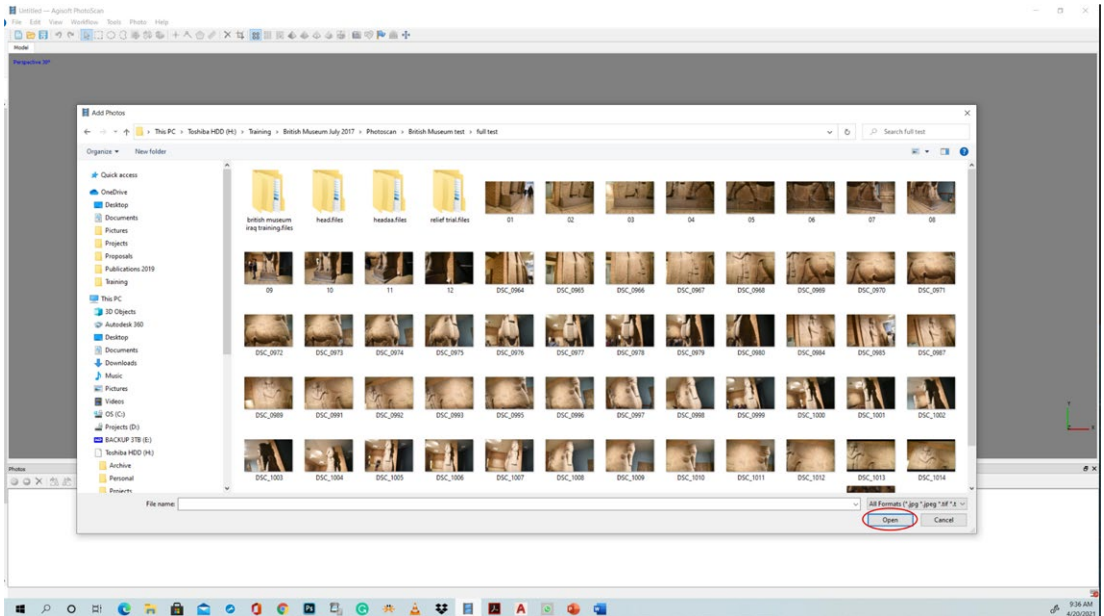 Untitled — Agisoft PhotoScan
File Edit View Workflow Tools Photo Help
Model
Perspective 30°
Add Photos
This PC > Toshiba HDD (H:) > Training > British Museum July 2017 > Photoscan > British Museum test > full test
Search full test
Organize New folder
Quick access
OneDrive
Desktop
Documents
Pictures
Projects
Proposals
Publications 2019
Training
This PC
3D Objects
Autodesk 360
Desktop
Documents
Downloads
Music
Pictures
Videos
OS (C:)
Projects (D:)
BACKUP 3TB (E:)
Toshiba HDD (H:)
Archive
Personal
Projects
british museum iraq training.files head.files headaa.files relief trial.files 01 02 03 04 05 06 07 08
09 10 11 12 DSC_0964 DSC_0965 DSC_0966 DSC_0967 DSC_0968 DSC_0969 DSC_0970 DSC_0971
DSC_0972 DSC_0973 DSC_0974 DSC_0975 DSC_0976 DSC_0977 DSC_0978 DSC_0979 DSC_0980 DSC_0984 DSC_0985 DSC_0987
DSC_0989 DSC_0991 DSC_0992 DSC_0993 DSC_0995 DSC_0996 DSC_0997 DSC_0998 DSC_0999 DSC_1000 DSC_1001 DSC_1002
DSC_1003 DSC_1004 DSC_1005 DSC_1006 DSC_1007 DSC_1008 DSC_1009 DSC_1010 DSC_1011 DSC_1012 DSC_1013 DSC_1014
File name:
All Formats (*.jpg *.jpeg *.tif *.t
Open Cancel
Photos
9:36 AM
4/20/2021